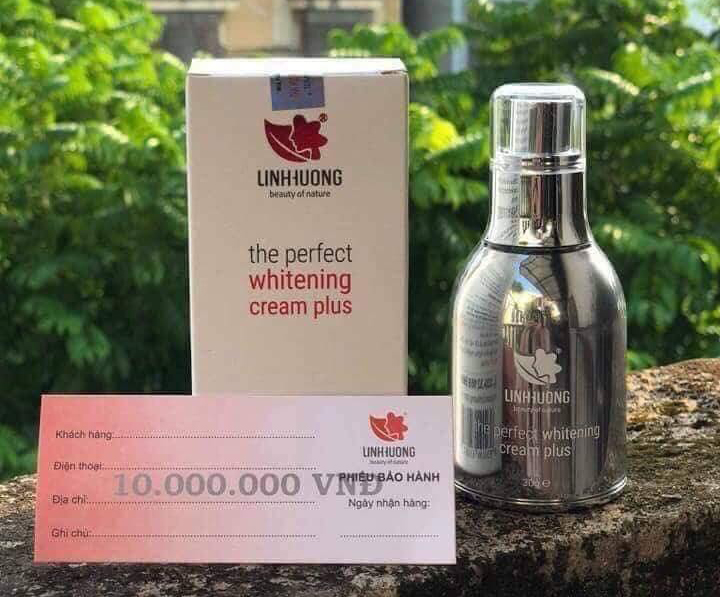 LINHHUONG
beauty of nature
the perfect
whitening
cream plus
LINHHUONG
beauty of nature
the perfect whitening
cream plus
30g e
Khách hàng:
Điện thoại:
Địa chỉ:
Ghi chú:
10.000.000 VNĐ
LINHHUONG
beauty of nature
PHIẾU BẢO HÀNH
Ngày nhận hàng: